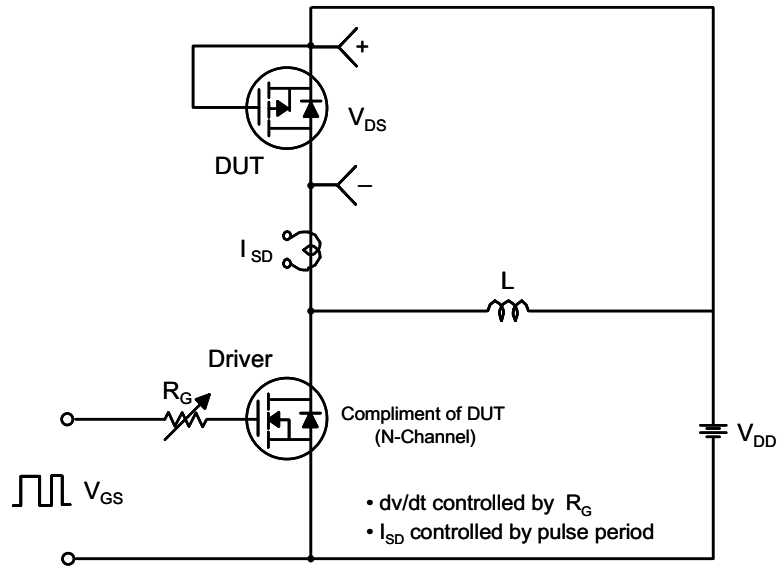 +
V_DS
DUT
−
I_SD
L
Driver
R_G
Compliment of DUT
(N-Channel)
V_DD
V_GS
• dv/dt controlled by R_G
• I_SD controlled by pulse period